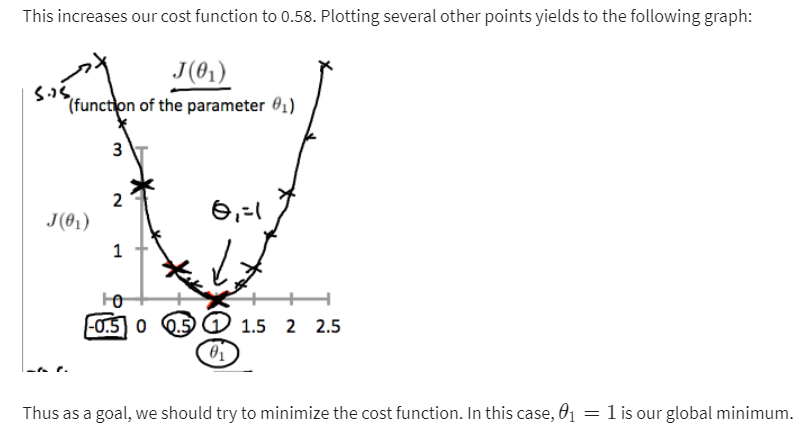 This increases our cost function to 0.58. Plotting several other points yields to the following graph:
J(θ₁)
5.25
(function of the parameter θ₁)
3
2
θ₁=1
J(θ₁)
1
0
-0.5 0 0.5 1 1.5 2 2.5
θ₁
Thus as a goal, we should try to minimize the cost function. In this case, θ₁ = 1 is our global minimum.